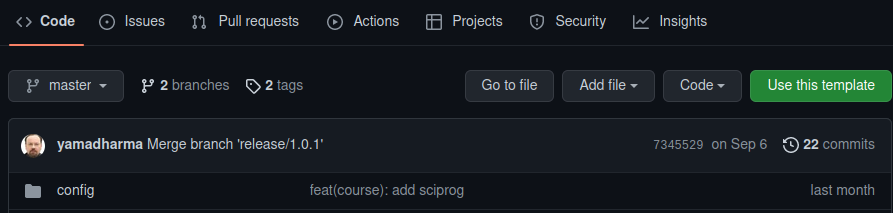 Code Issues Pull requests Actions Projects Security Insights
master 2 branches 2 tags Go to file Add file Code Use this template
yamadharma Merge branch 'release/1.0.1' 7345529 on Sep 6 22 commits
config feat(course): add sciprog last month